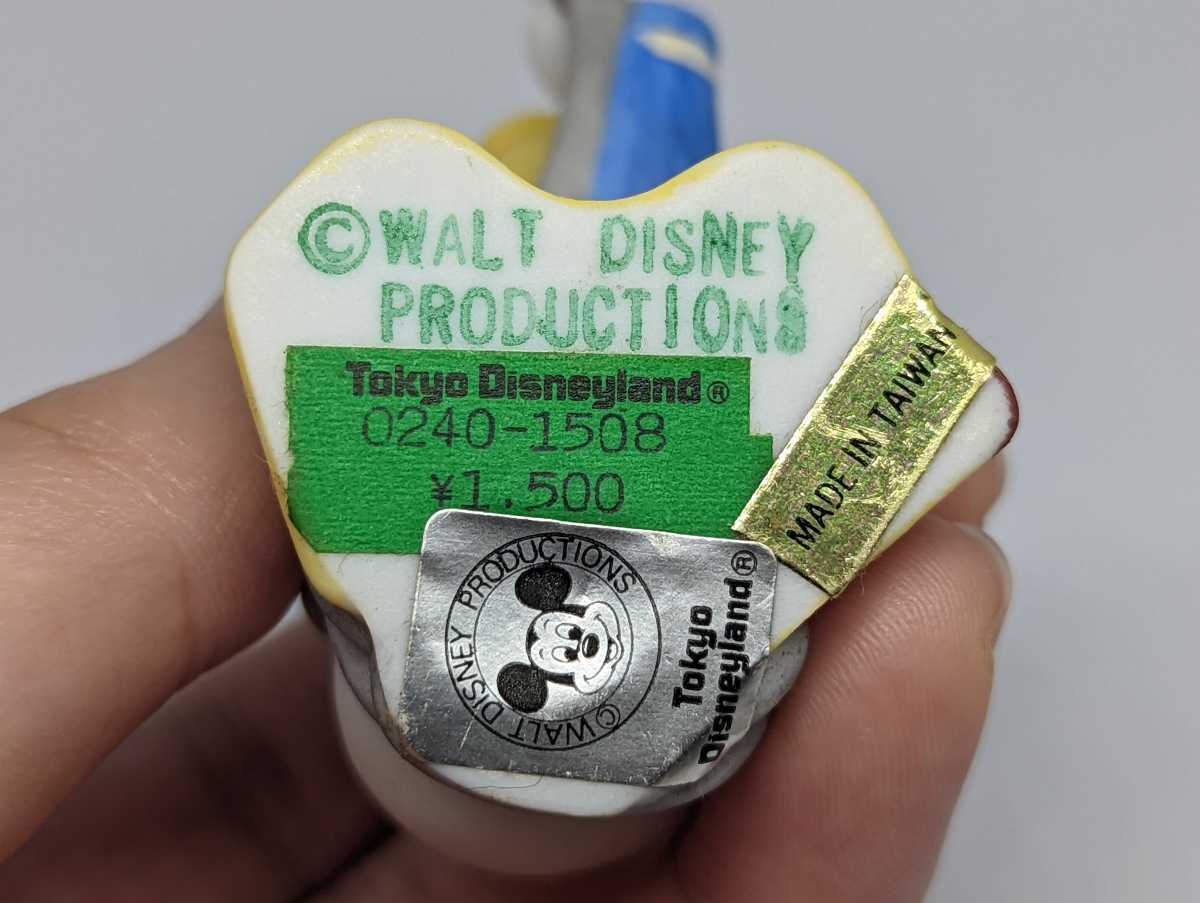 ©WALT DISNEY
PRODUCTIONS
Tokyo Disneyland®
0240-1508
¥1.500
MADE IN TAIWAN
©WALT DISNEY PRODUCTIONS
Tokyo
Disneyland®